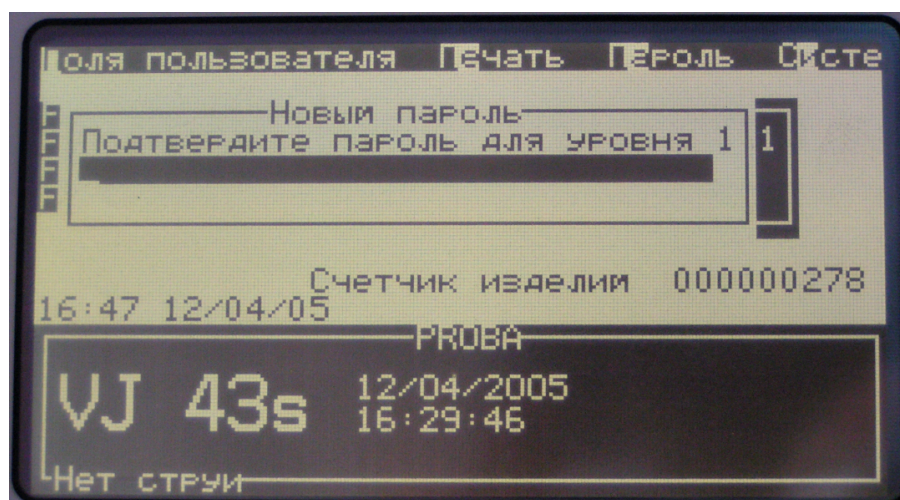 Поля пользователя Печать Пароль Систе
Новый пароль
Подтвердите пароль для уровня 1
1
F
F
F
F
Счетчик изделий 000000278
16:47 12/04/05
PROBA
VJ 43s
12/04/2005
16:29:46
Нет струи